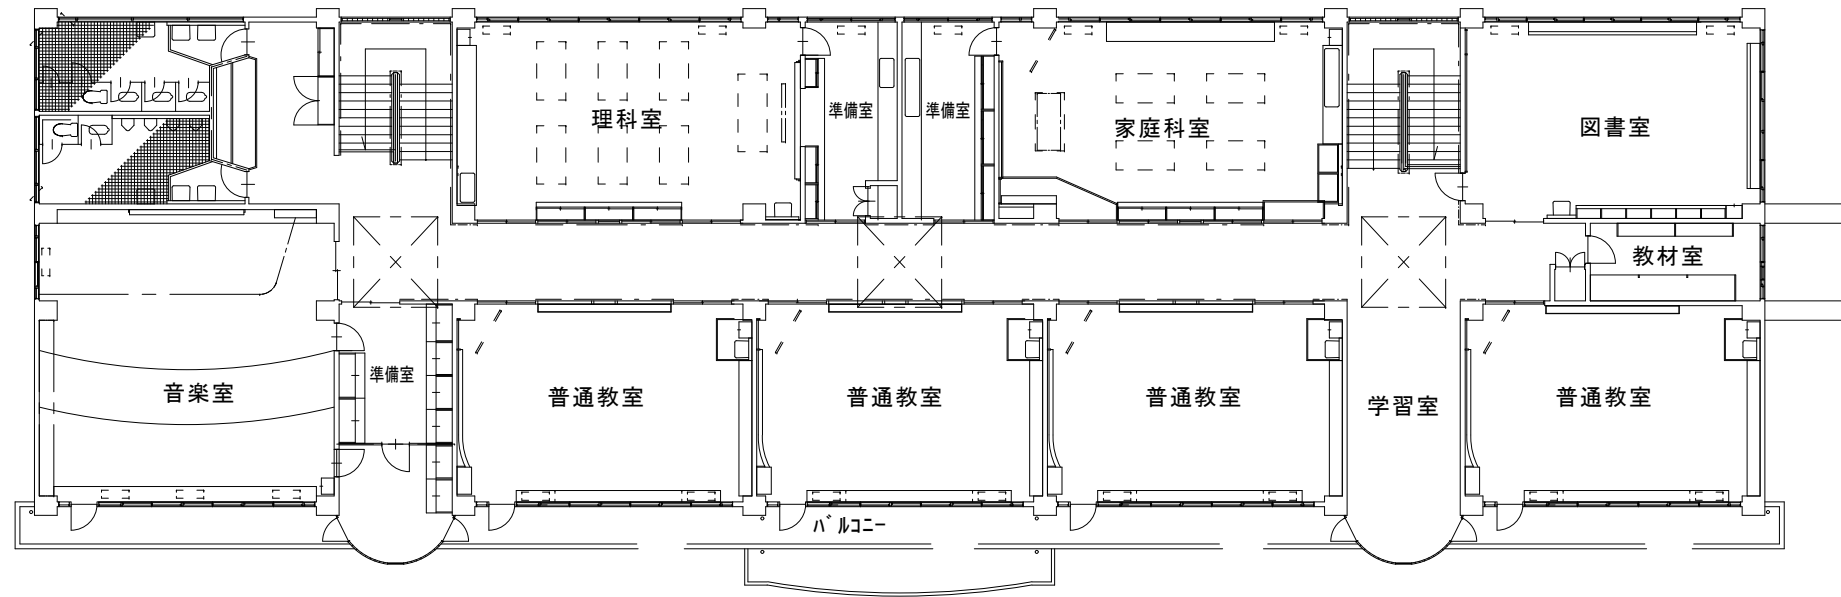 理科室
準備室
準備室
家庭科室
図書室
教材室
音楽室
準備室
普通教室
普通教室
普通教室
学習室
普通教室
バルコニー